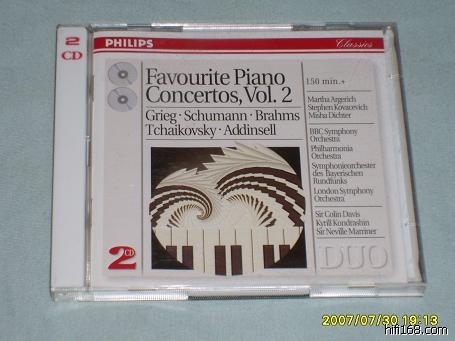 2
CD
PHILIPS
Classics
Favourite Piano
Concertos, Vol. 2
Grieg · Schumann · Brahms
Tchaikovsky · Addinsell
150 min.+
Martha Argerich
Stephen Kovacevich
Misha Dichter
BBC Symphony
Orchestra
Philharmonia
Orchestra
Symphonieorchester
des Bayerischen
Rundfunks
London Symphony
Orchestra
Sir Colin Davis
Kyrill Kondrashin
Sir Neville Marriner
2CD
DUO
2007/07/30 19:13
hifi168.com